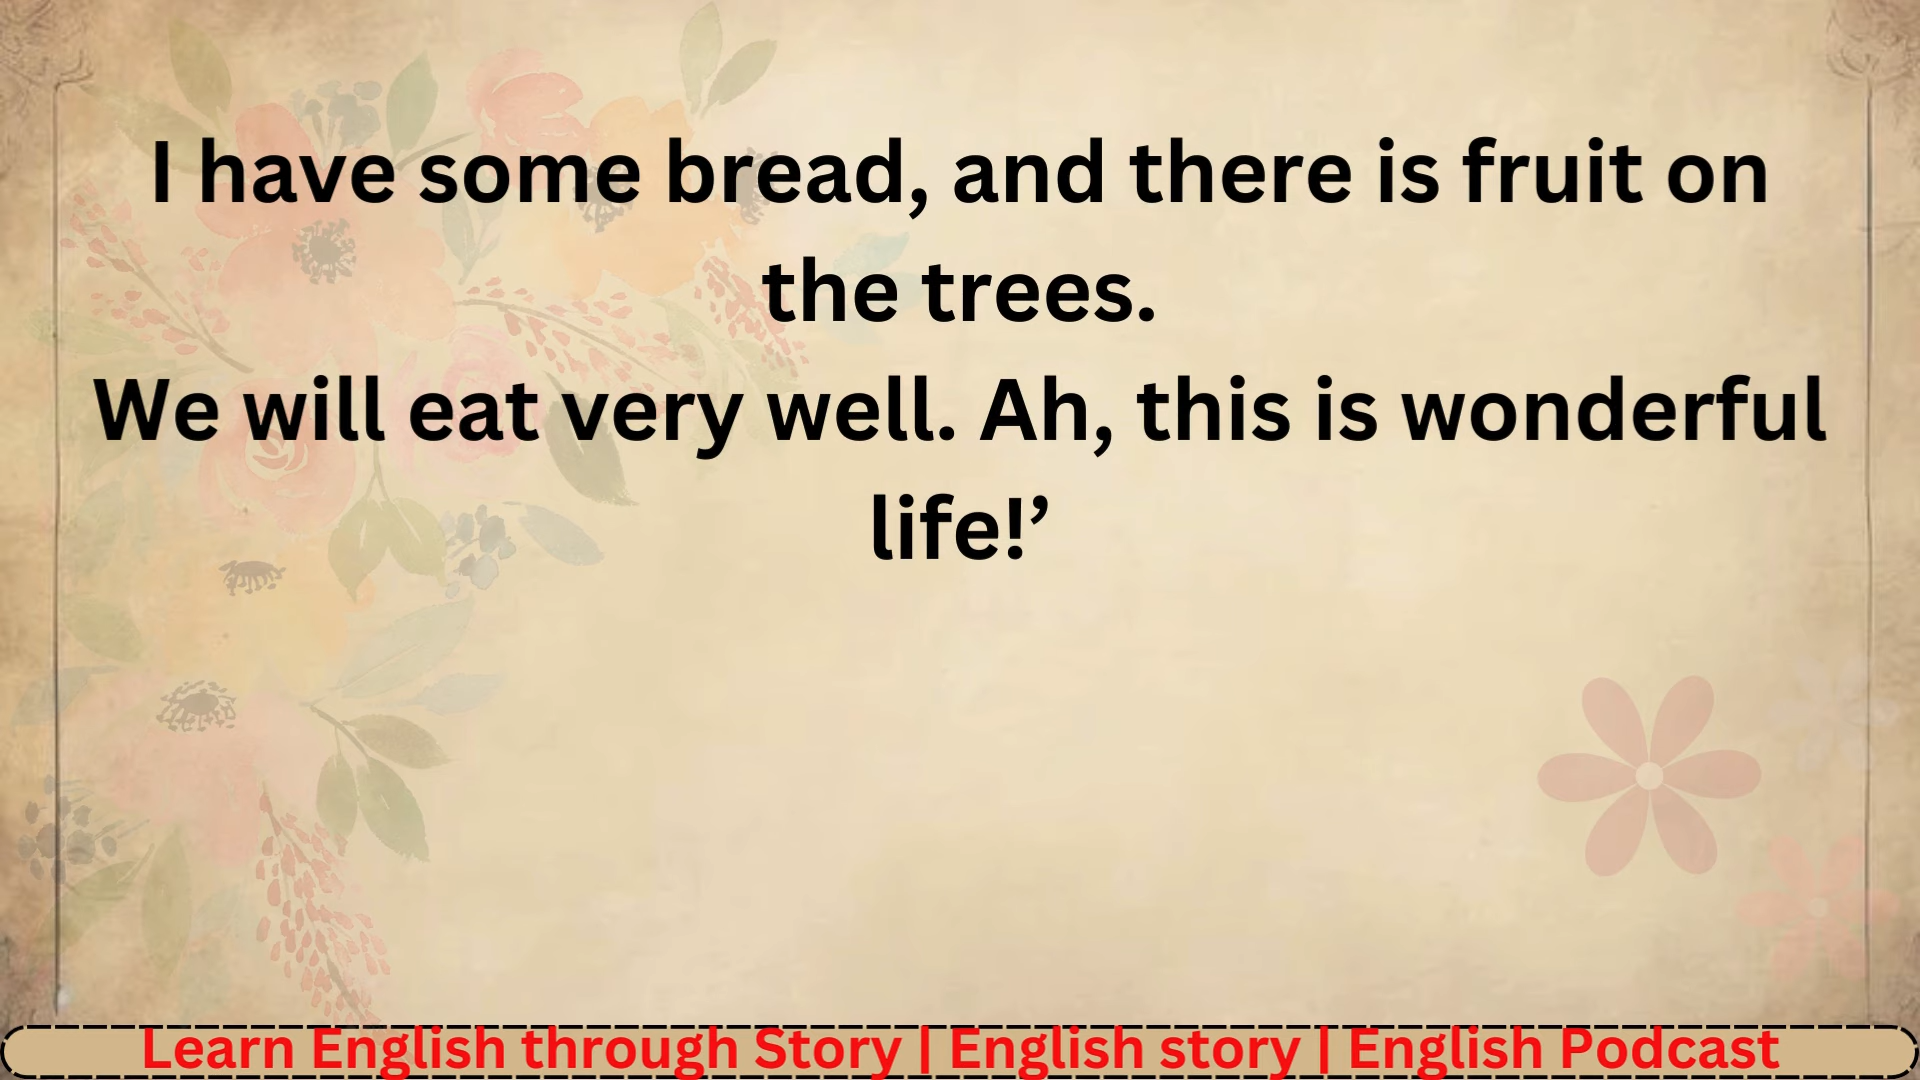 I have some bread, and there is fruit on
the trees.
We will eat very well. Ah, this is wonderful
life!’
Learn English through Story | English story | English Podcast